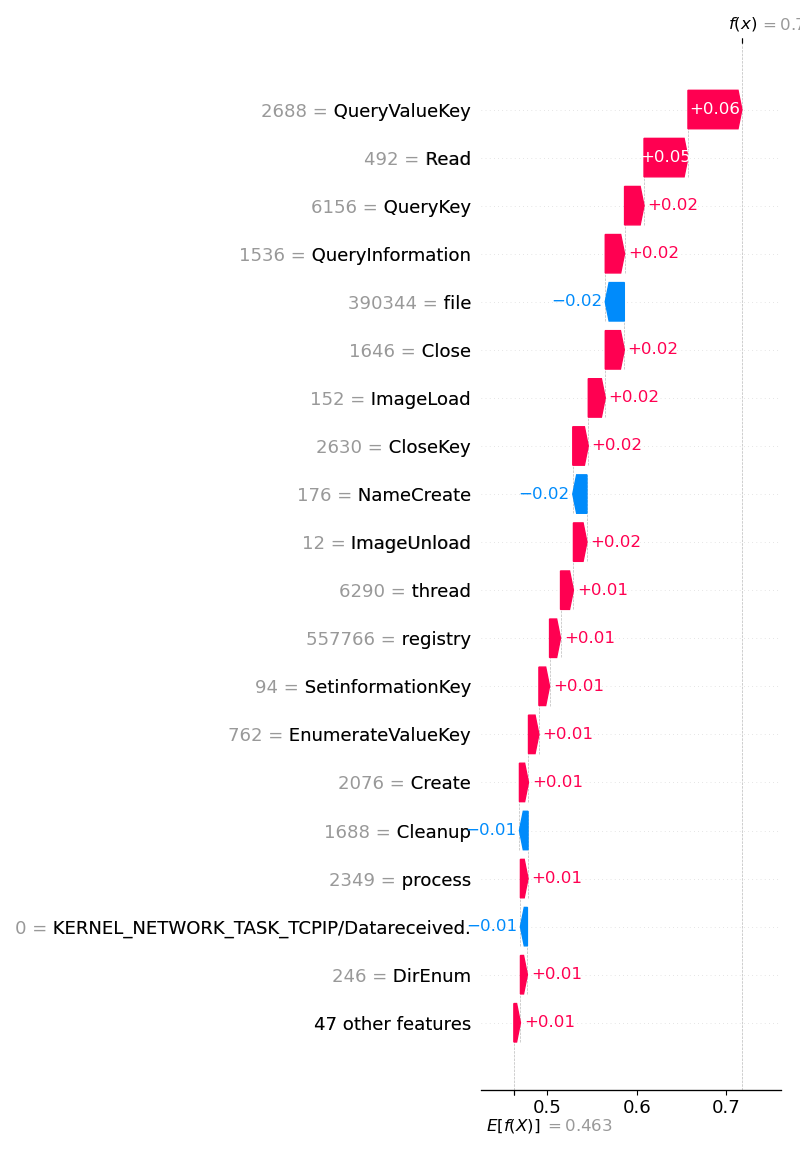 f(x) = 0.7
2688 = QueryValueKey +0.06
492 = Read +0.05
6156 = QueryKey +0.02
1536 = QueryInformation +0.02
390344 = file −0.02
1646 = Close +0.02
152 = ImageLoad +0.02
2630 = CloseKey +0.02
176 = NameCreate −0.02
12 = ImageUnload +0.02
6290 = thread +0.01
557766 = registry +0.01
94 = SetinformationKey +0.01
762 = EnumerateValueKey +0.01
2076 = Create +0.01
1688 = Cleanup −0.01
2349 = process +0.01
0 = KERNEL_NETWORK_TASK_TCPIP/Datareceived. −0.01
246 = DirEnum +0.01
47 other features +0.01
0.5 0.6 0.7
E[f(X)] = 0.463